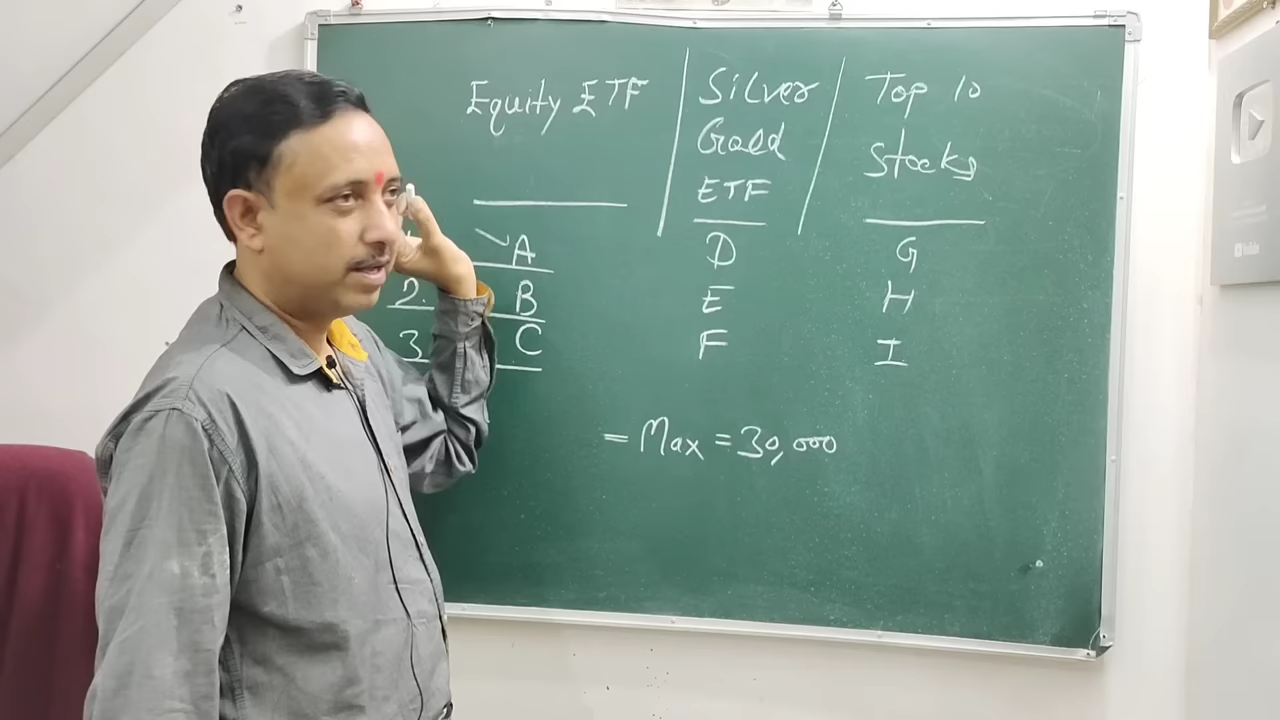 Equity ETF
Silver
Gold
ETF
Top 10
Stocks
A D G
2. B E H
3. C F I
= Max = 30,000